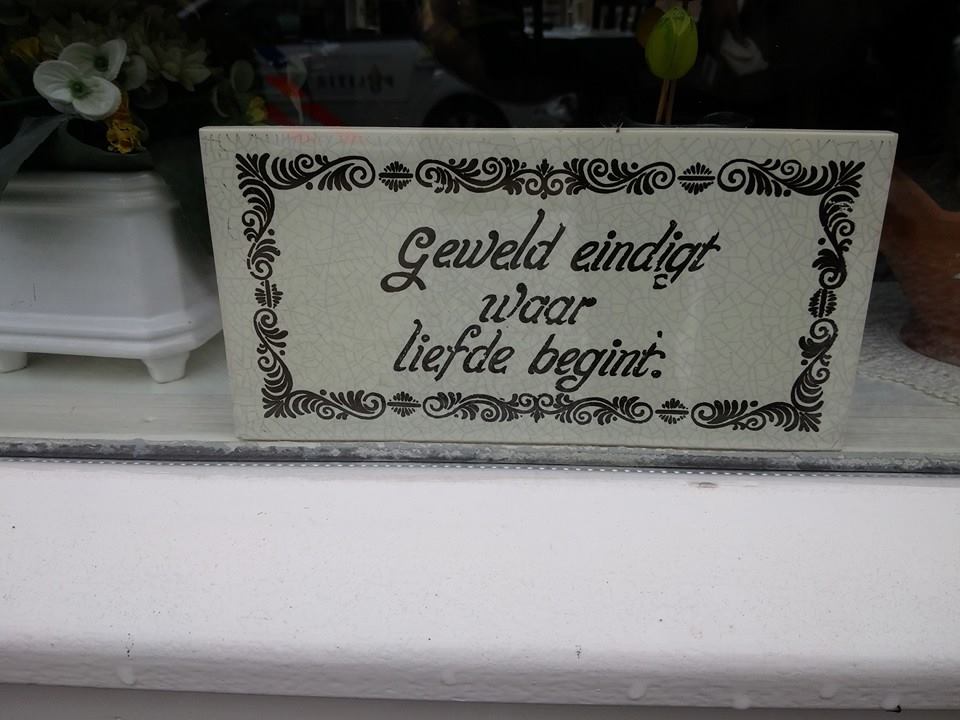 Geweld eindigt
waar
liefde begint.